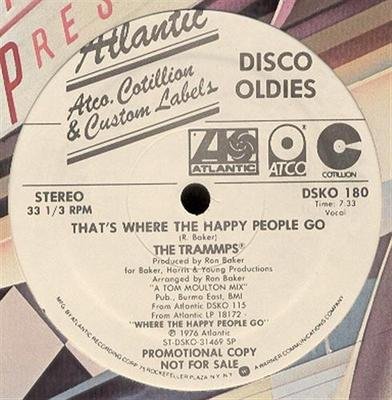 PRES
Atlantic
Atco, Cotillion
& Custom Labels
DISCO
OLDIES
ATLANTIC
ATCO
COTILLION
STEREO
33 1/3 RPM
DSKO 180
Time: 7.33
Vocal
THAT'S WHERE THE HAPPY PEOPLE GO
(R. Baker)
THE TRAMMPS®
Produced by Ron Baker
for Baker, Harris & Young Productions
Arranged by Ron Baker
"A TOM MOULTON MIX"
Pub., Burma East, BMI
From Atlantic DSKO 115
From Atlantic LP 18172 -
"WHERE THE HAPPY PEOPLE GO"
℗ 1976 Atlantic
ST-DSKO-31469 SP
PROMOTIONAL COPY
NOT FOR SALE
MFG. BY ATLANTIC RECORDING CORP. 75 ROCKEFELLER PLAZA N.Y. N.Y. A WARNER COMMUNICATIONS COMPANY